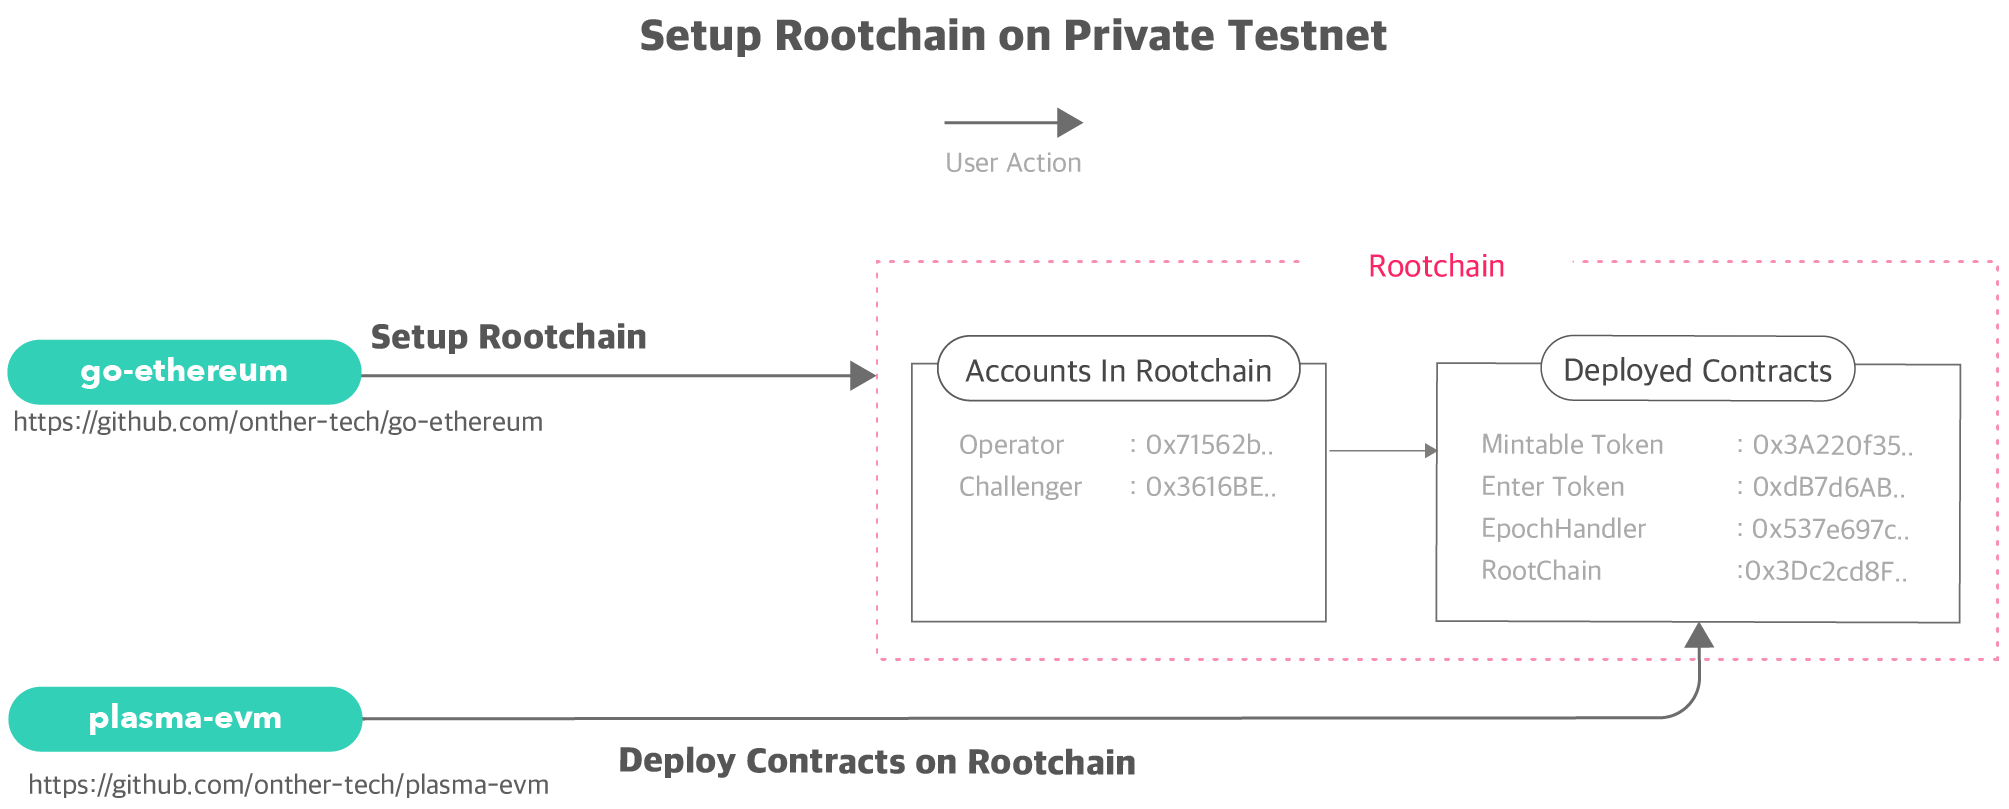 Setup Rootchain on Private Testnet
User Action
Rootchain
Setup Rootchain
go-ethereum
https://github.com/onther-tech/go-ethereum
Accounts In Rootchain
Operator : 0x71562b..
Challenger : 0x3616BE..
Deployed Contracts
Mintable Token : 0x3A220f35..
Enter Token : 0xdB7d6AB..
EpochHandler : 0x537e697c..
RootChain :0x3Dc2cd8F..
plasma-evm
https://github.com/onther-tech/plasma-evm
Deploy Contracts on Rootchain